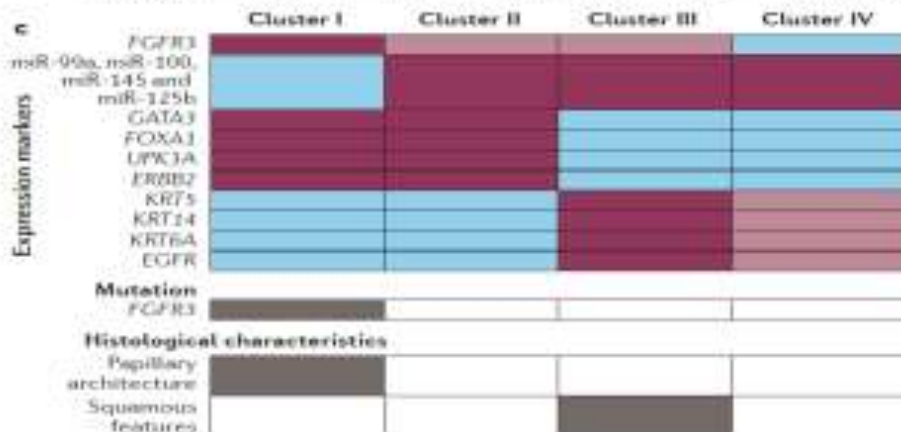 c
Cluster I Cluster II Cluster III Cluster IV
Expression markers
FGFR3
miR-99a, miR-100,
miR-145 and
miR-125b
GATA3
FOXA1
UPK3A
ERBB2
KRT5
KRT14
KRT6A
EGFR
Mutation
FGFR3
Histological characteristics
Papillary
architecture
Squamous
features